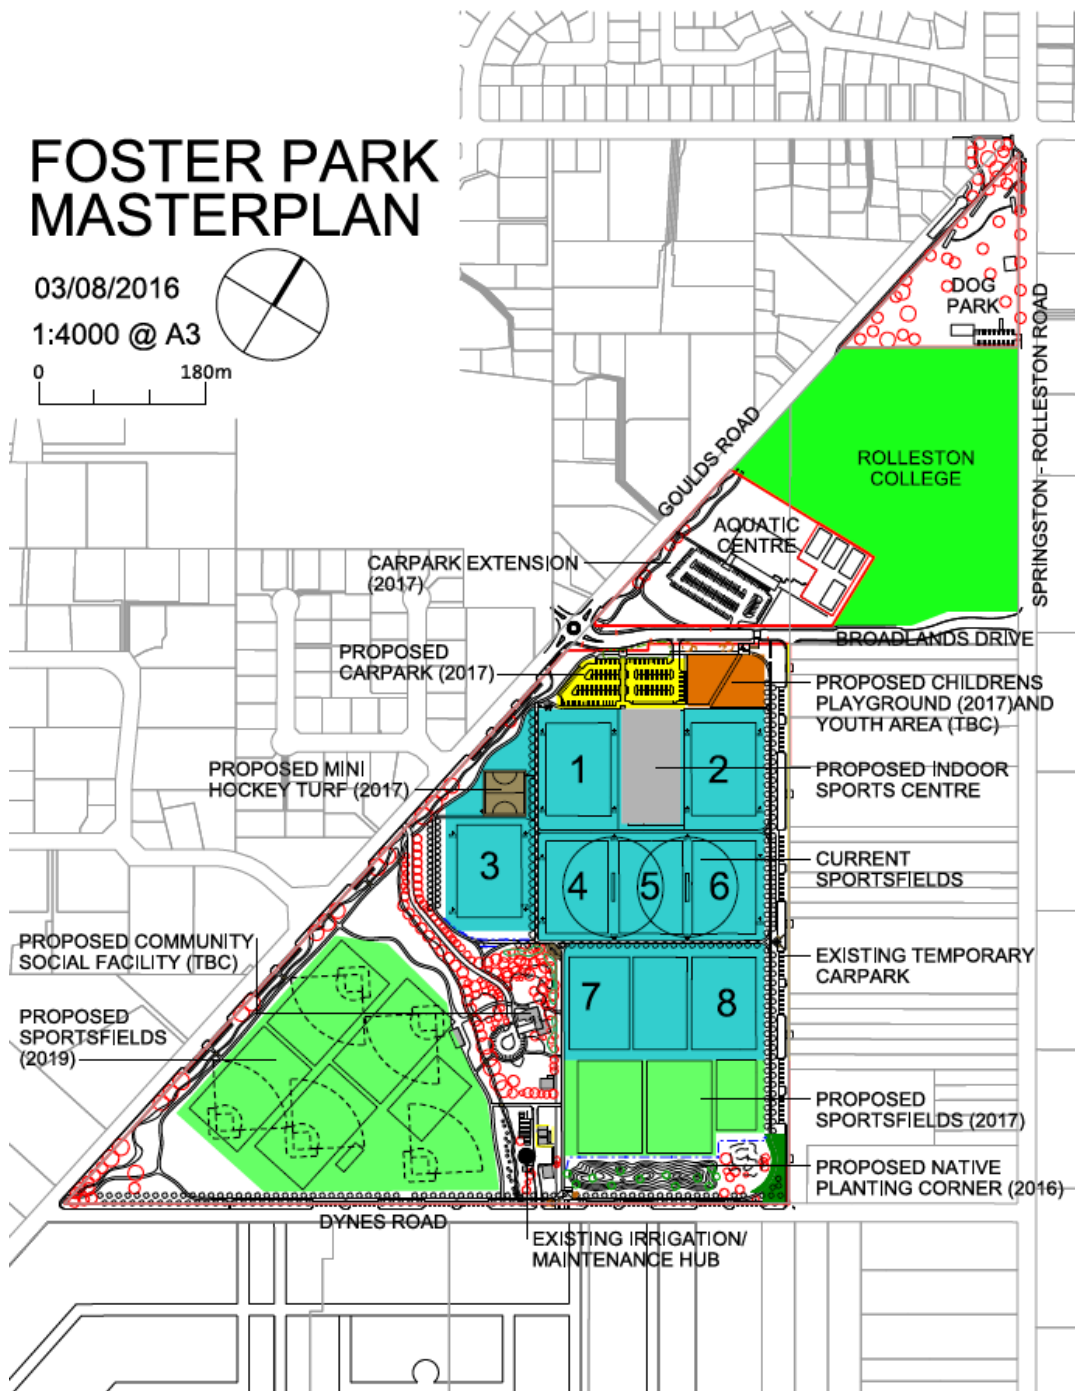 FOSTER PARK
MASTERPLAN
03/08/2016
1:4000 @ A3
0 180m
DOG
PARK
SPRINGSTON - ROLLESTON ROAD
GOULDS ROAD
ROLLESTON
COLLEGE
AQUATIC
CENTRE
CARPARK EXTENSION
(2017)
BROADLANDS DRIVE
PROPOSED
CARPARK (2017)
PROPOSED CHILDRENS
PLAYGROUND (2017)AND
YOUTH AREA (TBC)
PROPOSED MINI
HOCKEY TURF (2017)
1
2
PROPOSED INDOOR
SPORTS CENTRE
3
4
5
6
CURRENT
SPORTSFIELDS
PROPOSED COMMUNITY
SOCIAL FACILITY (TBC)
EXISTING TEMPORARY
CARPARK
7
8
PROPOSED
SPORTSFIELDS
(2019)
PROPOSED
SPORTSFIELDS (2017)
PROPOSED NATIVE
PLANTING CORNER (2016)
DYNES ROAD
EXISTING IRRIGATION/
MAINTENANCE HUB